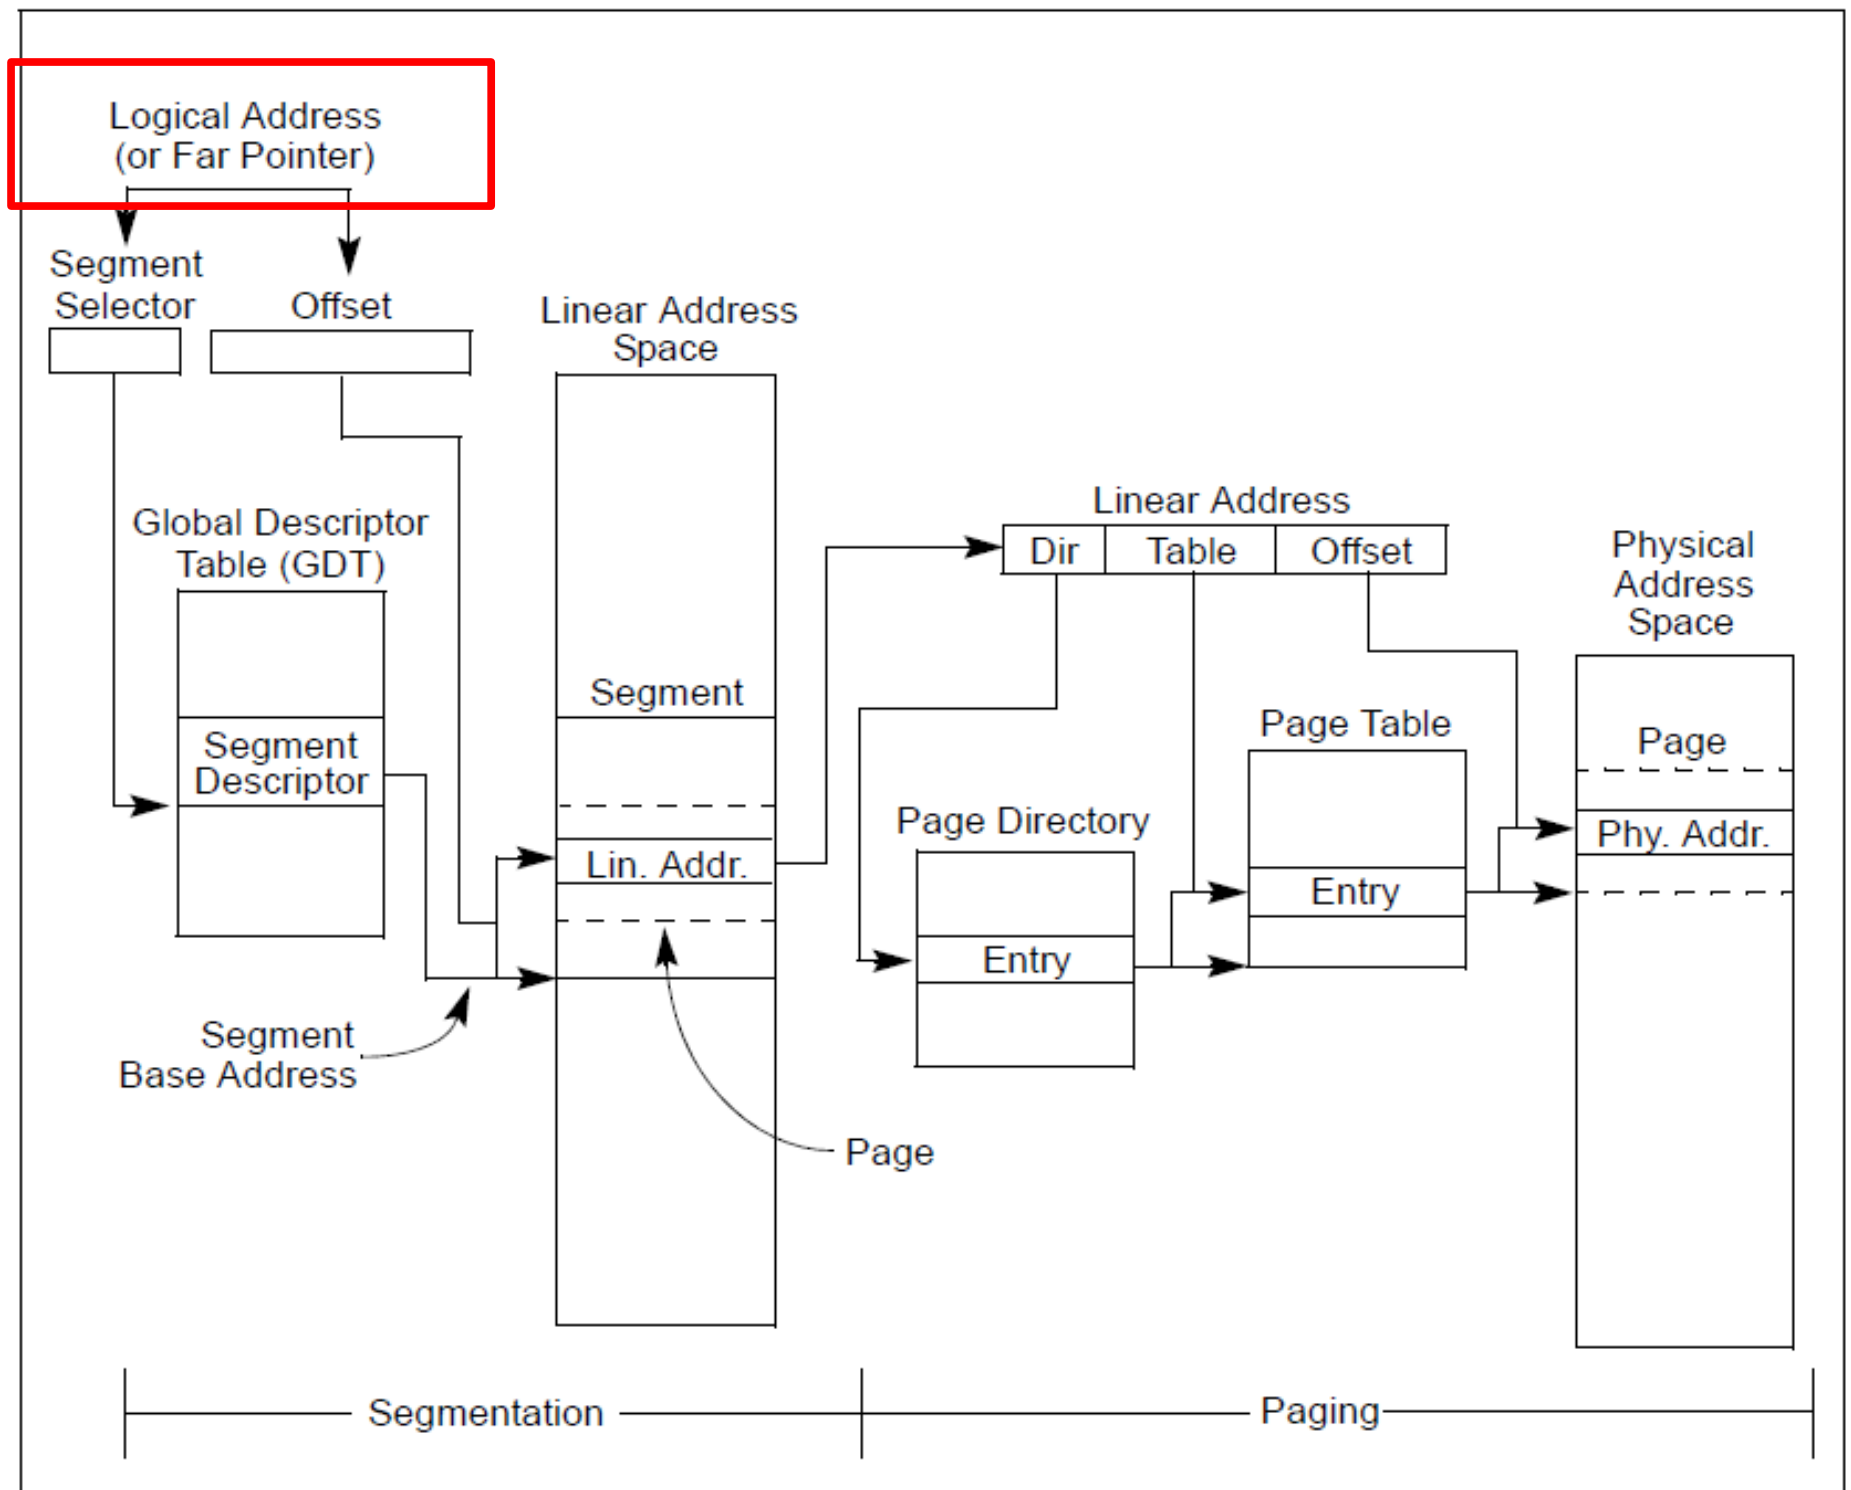 Logical Address
(or Far Pointer)
Segment
Selector
Offset
Linear Address
Space
Global Descriptor
Table (GDT)
Segment
Descriptor
Segment
Lin. Addr.
Segment
Base Address
Page
Linear Address
Dir
Table
Offset
Page Directory
Entry
Page Table
Entry
Physical
Address
Space
Page
Phy. Addr.
Segmentation
Paging